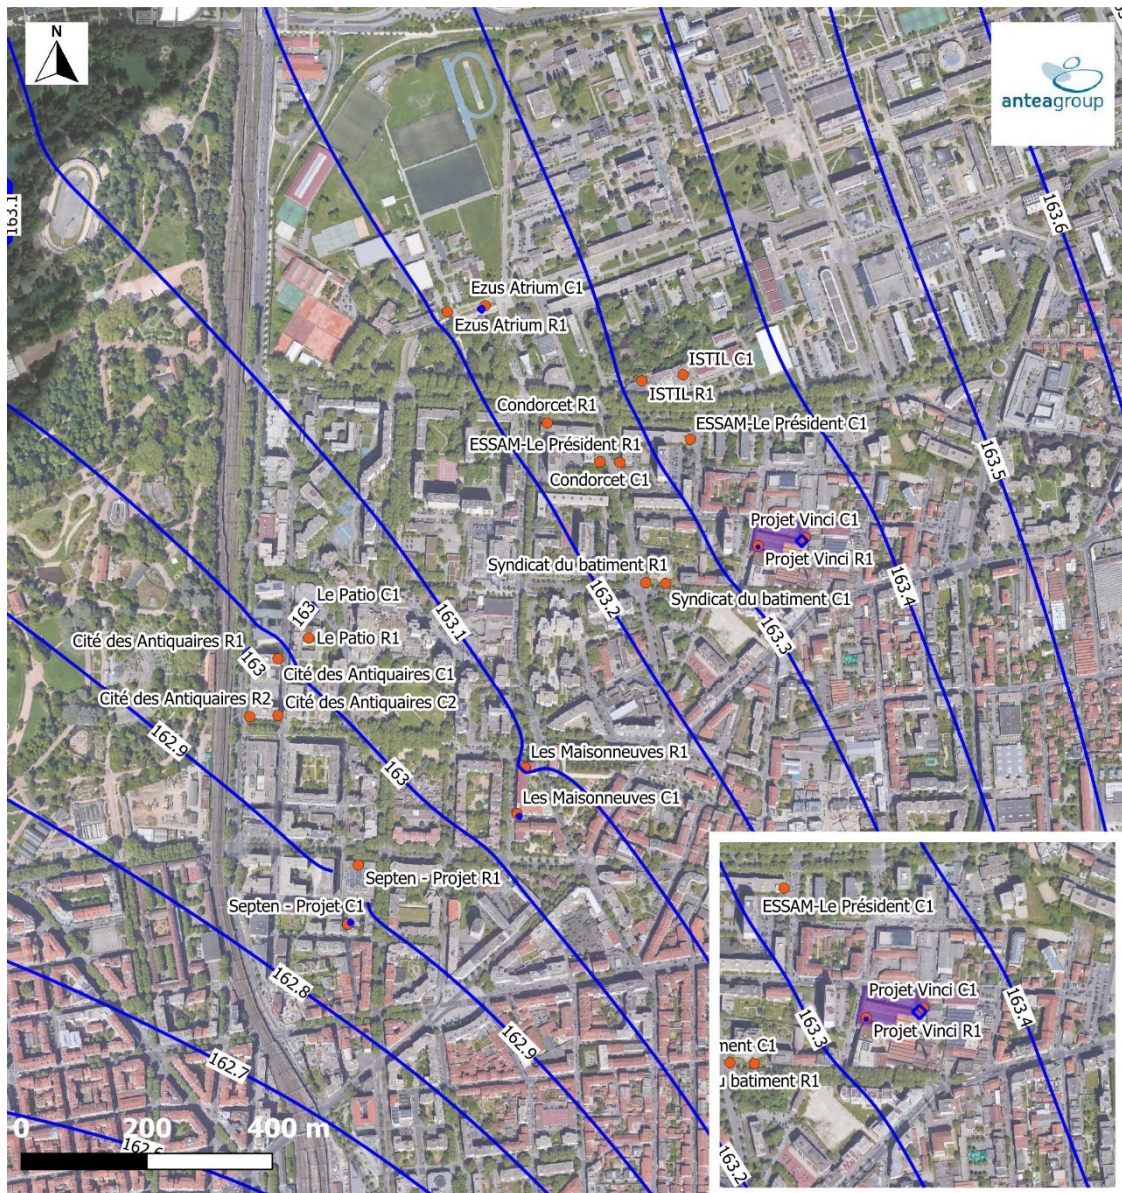 N
anteagroup
163.1
163.6
Ezus Atrium C1
Ezus Atrium R1
ISTIL C1
ISTIL R1
Condorcet R1
ESSAM-Le Président C1
ESSAM-Le Président R1
Condorcet C1
163.5
Projet Vinci C1
Projet Vinci R1
Syndicat du batiment R1
163.4
163.2
Syndicat du batiment C1
Le Patio C1
163
163.1
163.3
Cité des Antiquaires R1
Le Patio R1
163
Cité des Antiquaires C1
Cité des Antiquaires R2
Cité des Antiquaires C2
162.9
Les Maisonneuves R1
163
Les Maisonneuves C1
Septen - Projet R1
Septen - Projet C1
162.8
162.9
162.7
162.6
0 200 400 m
163.2
ESSAM-Le Président C1
Projet Vinci C1
163.4
Projet Vinci R1
163.3
ment C1
u batiment R1